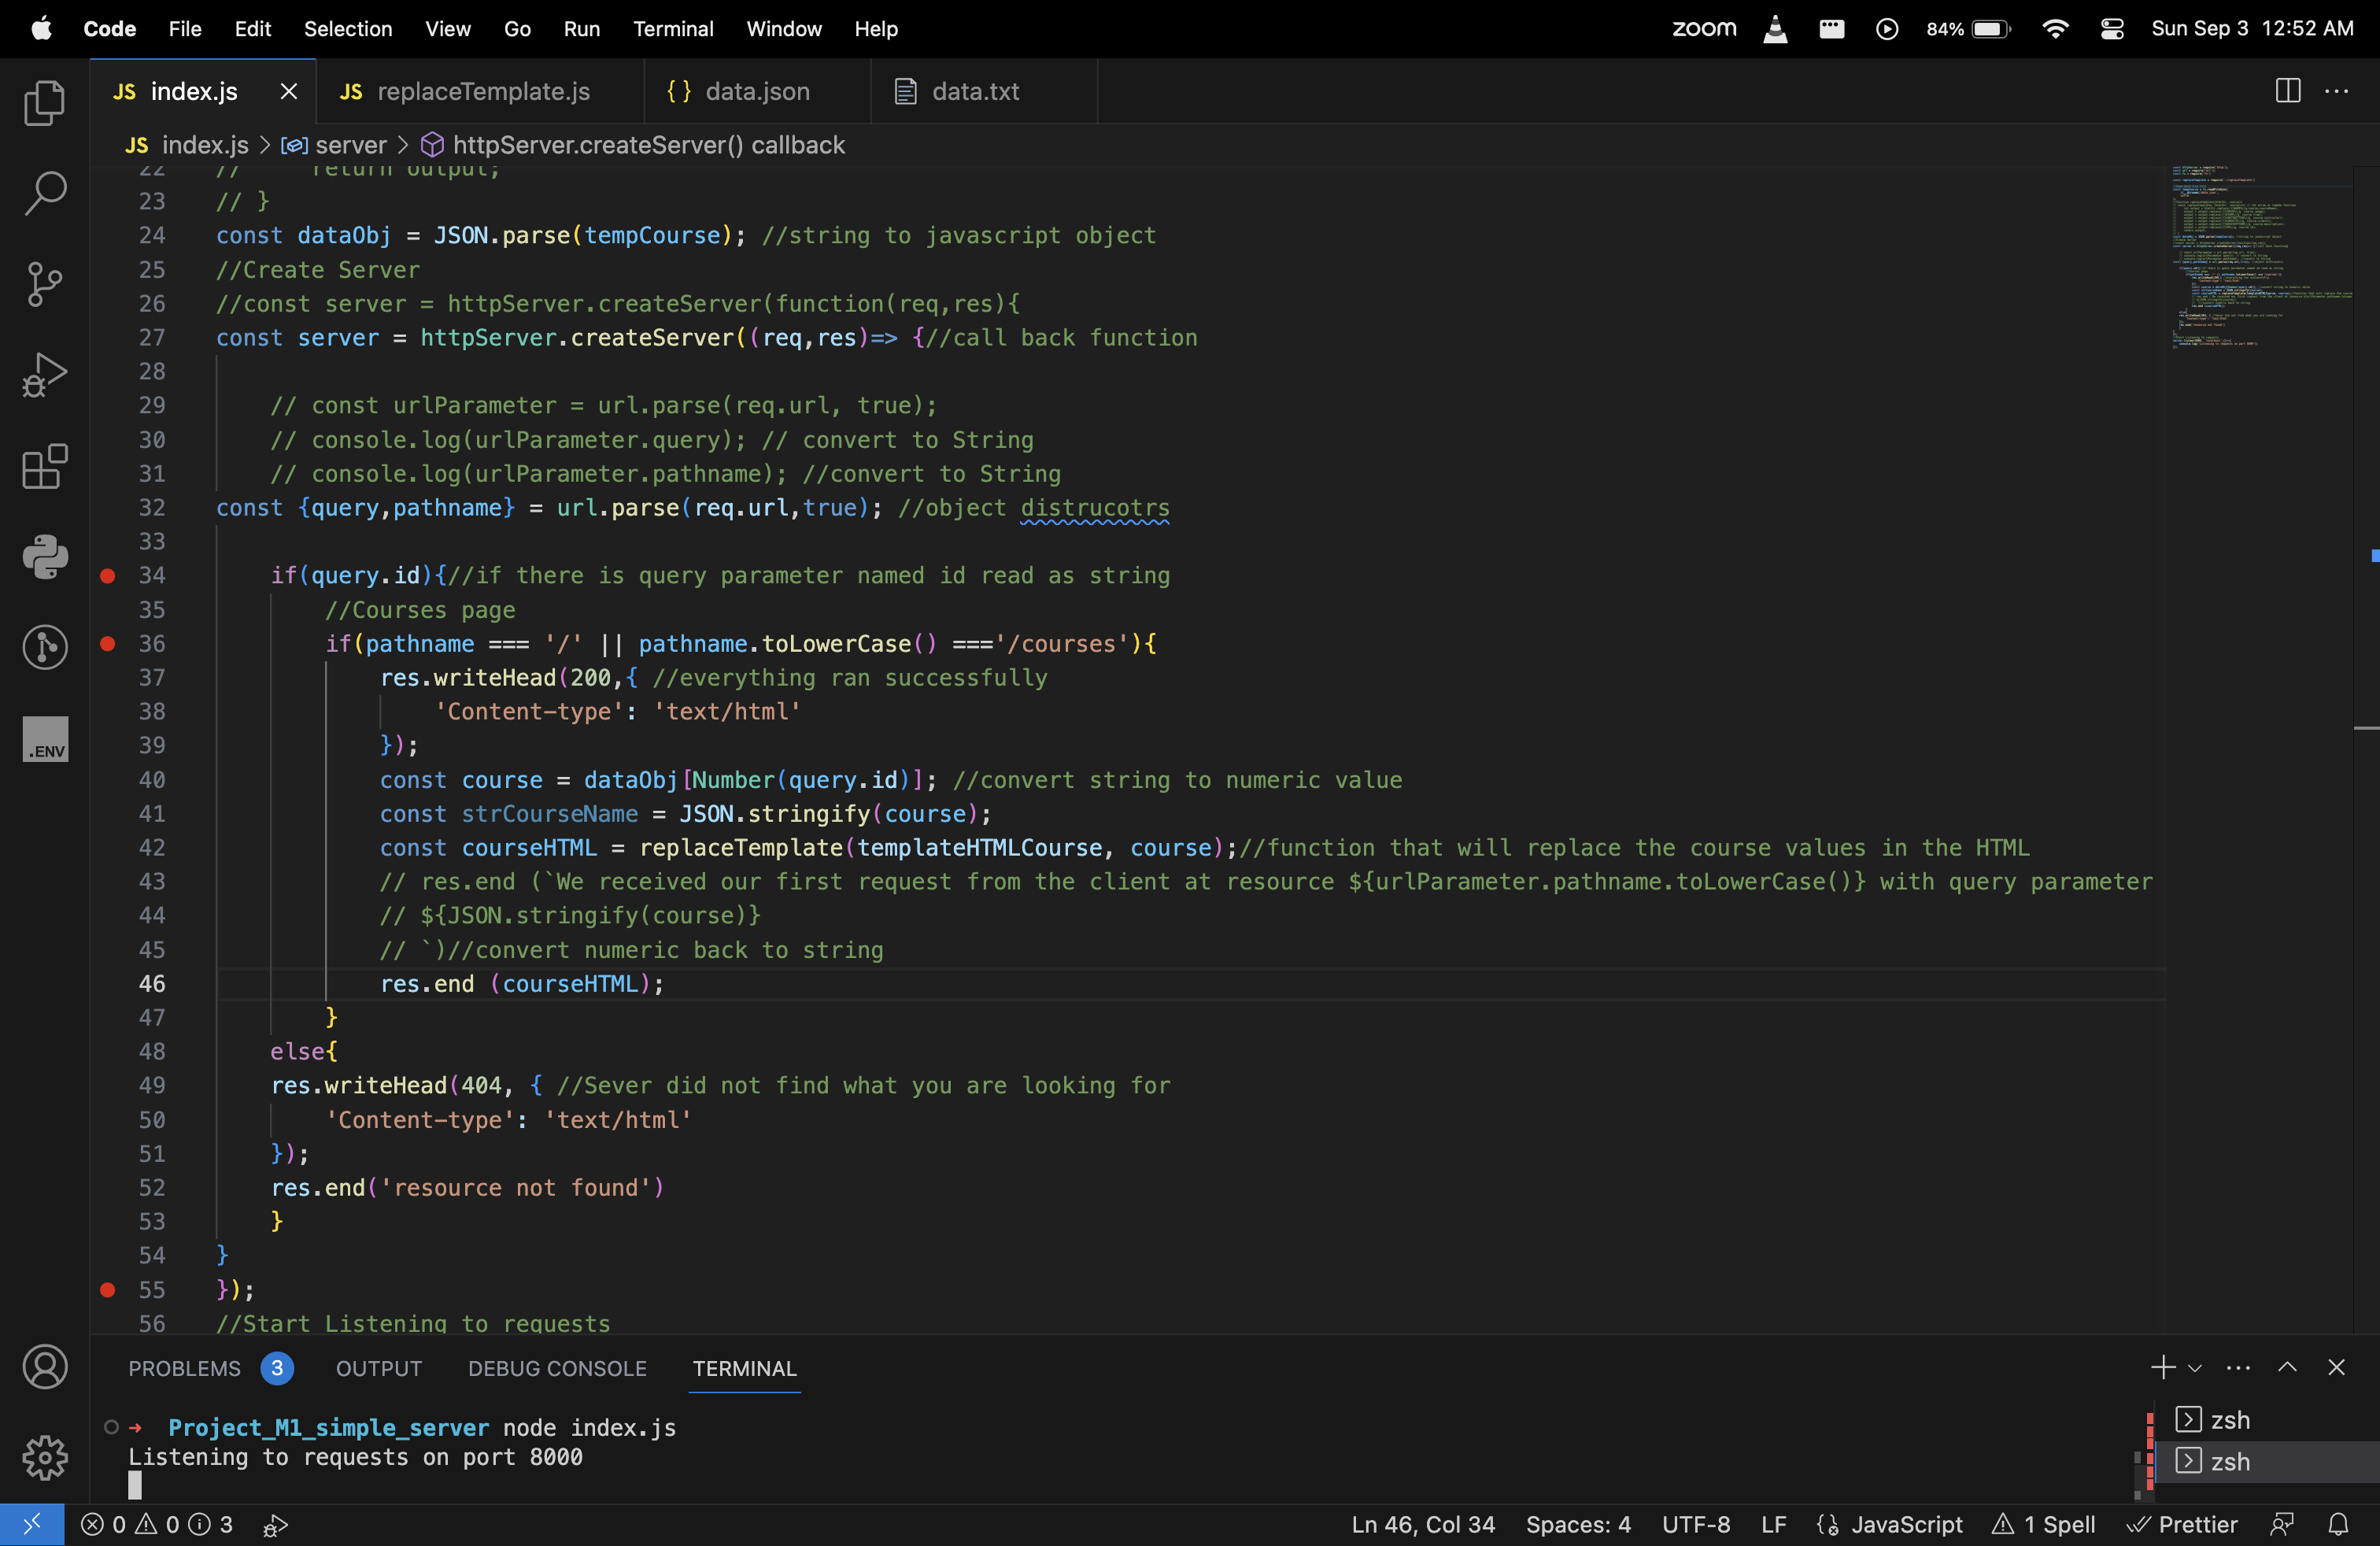 Code File Edit Selection View Go Run Terminal Window Help zoom 84% Sun Sep 3 12:52 AM
JS index.js JS replaceTemplate.js {} data.json data.txt
JS index.js > server > httpServer.createServer() callback
22 // return output;
23 // }
24 const dataObj = JSON.parse(tempCourse); //string to javascript object
25 //Create Server
26 //const server = httpServer.createServer(function(req,res){
27 const server = httpServer.createServer((req,res)=> {//call back function
28
29 // const urlParameter = url.parse(req.url, true);
30 // console.log(urlParameter.query); // convert to String
31 // console.log(urlParameter.pathname); //convert to String
32 const {query,pathname} = url.parse(req.url,true); //object distrucotrs
33
34 if(query.id){//if there is query parameter named id read as string
35 //Courses page
36 if(pathname === '/' || pathname.toLowerCase() ==='/courses'){
37 res.writeHead(200,{ //everything ran successfully
38 'Content-type': 'text/html'
39 });
40 const course = dataObj[Number(query.id)]; //convert string to numeric value
41 const strCourseName = JSON.stringify(course);
42 const courseHTML = replaceTemplate(templateHTMLCourse, course);//function that will replace the course values in the HTML
43 // res.end (`We received our first request from the client at resource ${urlParameter.pathname.toLowerCase()} with query parameter
44 // ${JSON.stringify(course)}
45 // `)//convert numeric back to string
46 res.end (courseHTML);
47 }
48 else{
49 res.writeHead(404, { //Sever did not find what you are looking for
50 'Content-type': 'text/html'
51 });
52 res.end('resource not found')
53 }
54 }
55 });
56 //Start Listening to requests
.ENV
PROBLEMS 3 OUTPUT DEBUG CONSOLE TERMINAL
➜ Project_M1_simple_server node index.js
Listening to requests on port 8000
zsh
zsh
0 0 3 Ln 46, Col 34 Spaces: 4 UTF-8 LF JavaScript 1 Spell Prettier